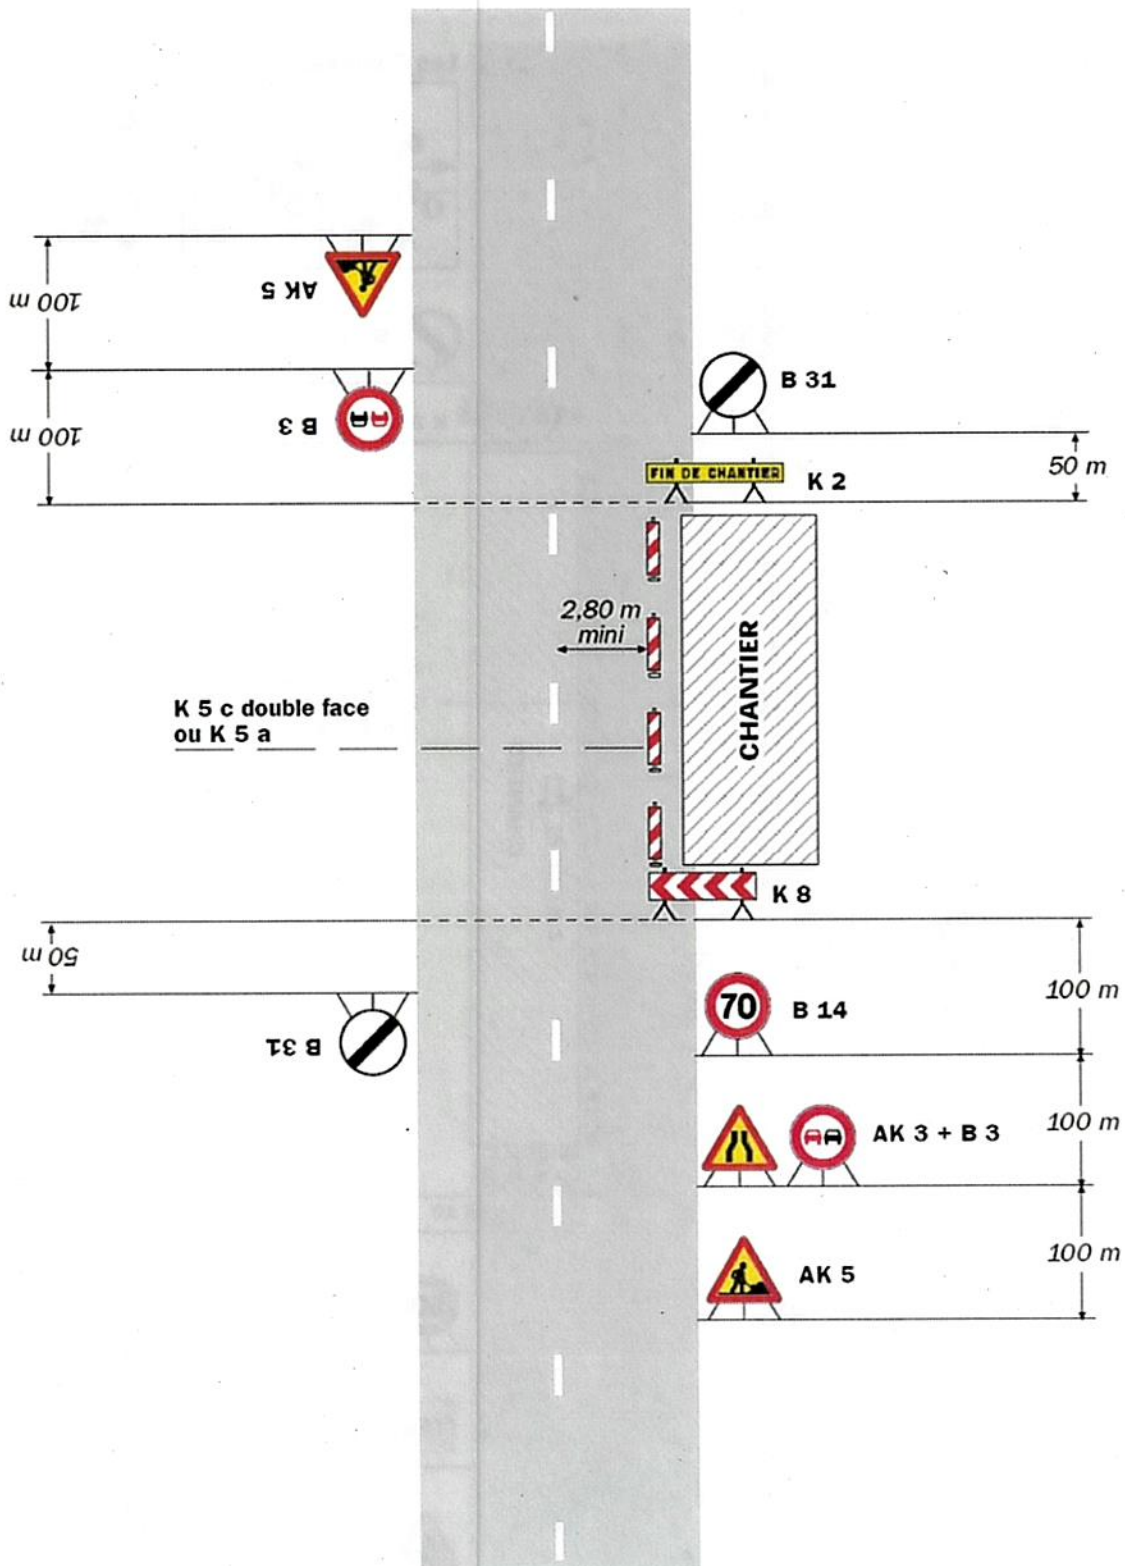 100 m
AK 5
100 m
B 3
B 31
50 m
FIN DE CHANTIER
K 2
2,80 m
mini
CHANTIER
K 5 c double face
ou K 5 a
K 8
50 m
B 31
70
B 14
100 m
AK 3 + B 3
100 m
AK 5
100 m